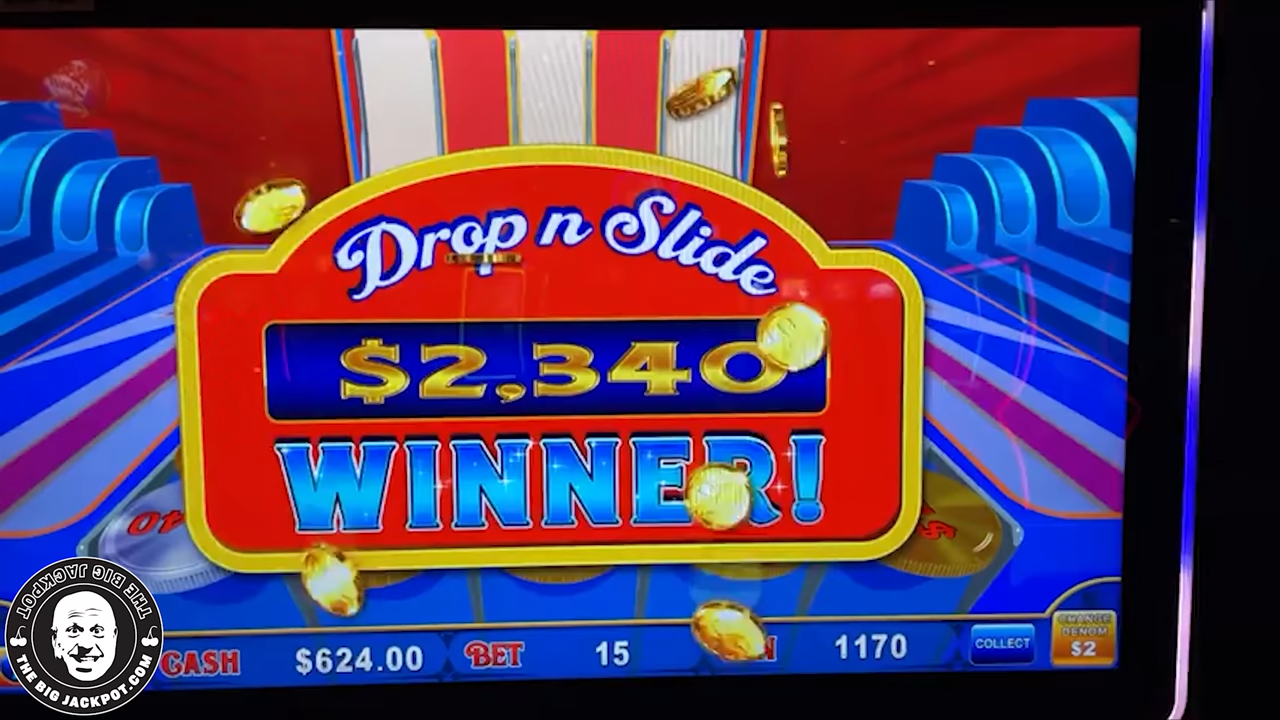 Drop n Slide
$2,340
WINNER!
CASH $624.00 BET 15 1170 COLLECT
CHANGE
DENOM
$2
THE BIG JACKPOT
THE BIG JACKPOT.COM